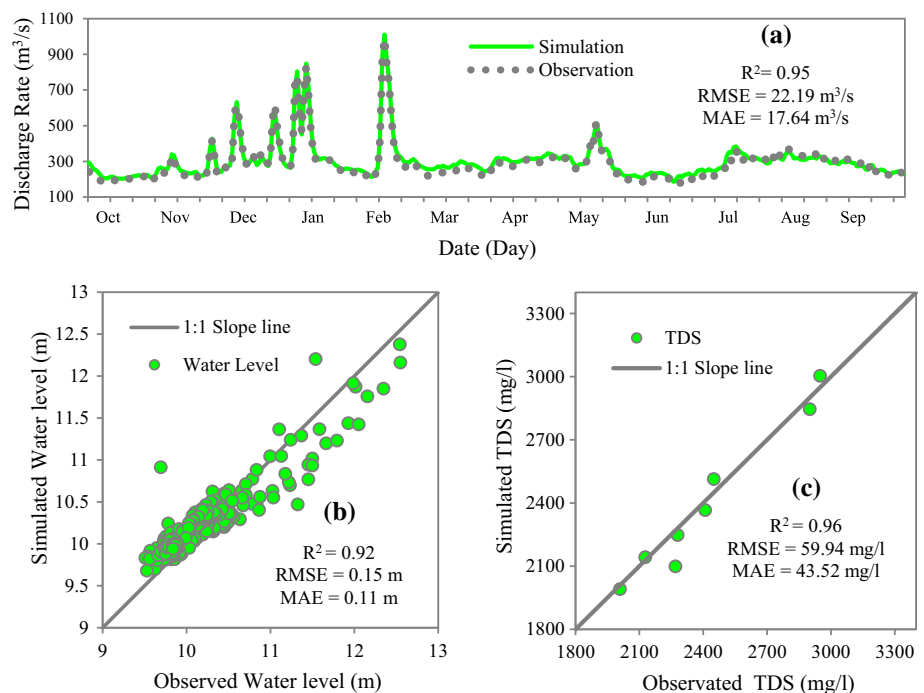 1100
900
700
500
300
100
Discharge Rate (m³/s)
Simulation
Observation
(a)
R²= 0.95
RMSE = 22.19 m³/s
MAE = 17.64 m³/s
Oct Nov Dec Jan Feb Mar Apr May Jun Jul Aug Sep
Date (Day)
13
12.5
12
11.5
11
10.5
10
9.5
9
Simulated Water level (m)
1:1 Slope line
Water Level
(b)
R² = 0.92
RMSE = 0.15 m
MAE = 0.11 m
9 10 11 12 13
Observed Water level (m)
3300
3000
2700
2400
2100
1800
Simulated TDS (mg/l)
TDS
1:1 Slope line
(c)
R² = 0.96
RMSE = 59.94 mg/l
MAE = 43.52 mg/l
1800 2100 2400 2700 3000 3300
Observated TDS (mg/l)